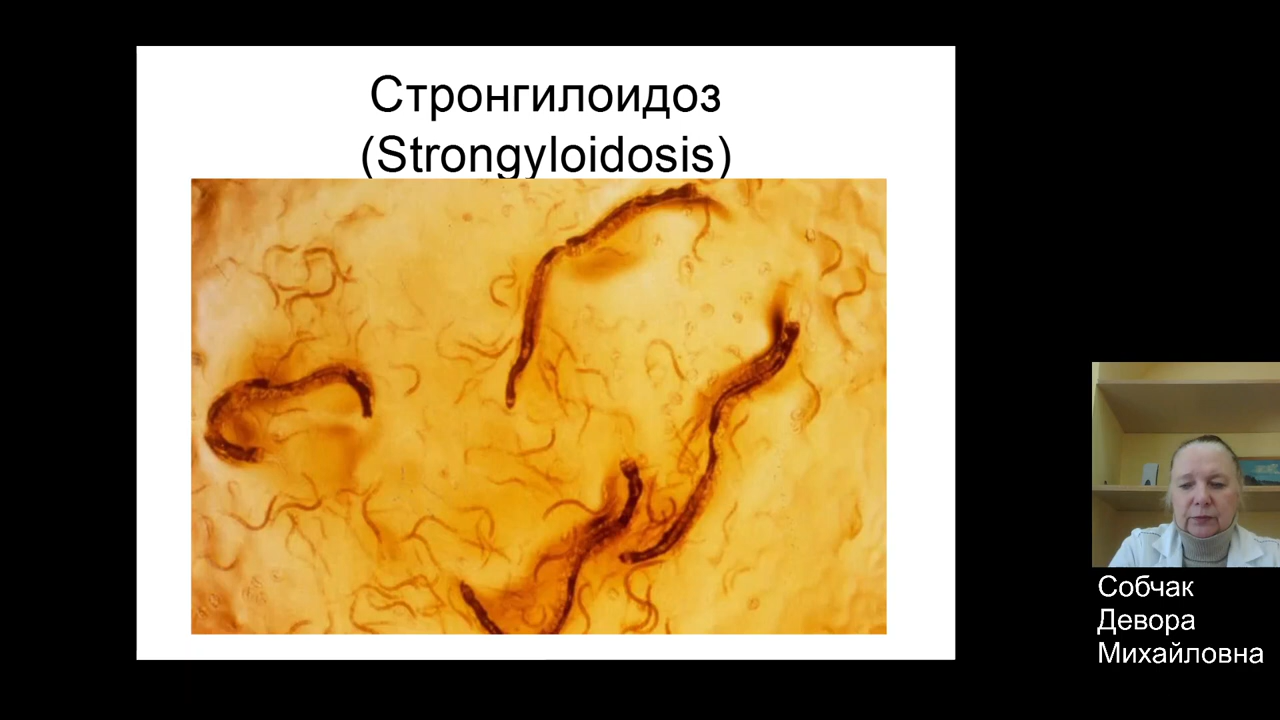 Стронгилоидоз
(Strongyloidosis)
Собчак
Девора
Михайловна